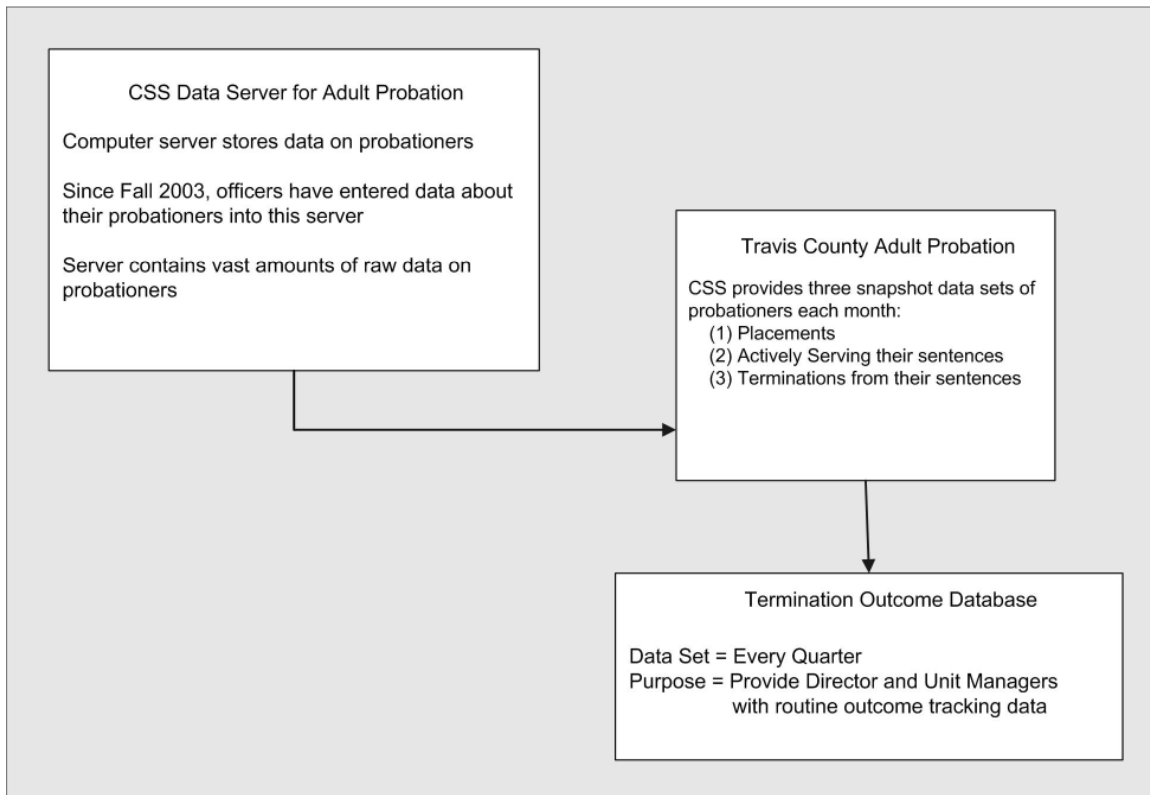 CSS Data Server for Adult Probation
Computer server stores data on probationers
Since Fall 2003, officers have entered data about
their probationers into this server
Server contains vast amounts of raw data on
probationers
Travis County Adult Probation
CSS provides three snapshot data sets of
probationers each month:
(1) Placements
(2) Actively Serving their sentences
(3) Terminations from their sentences
Termination Outcome Database
Data Set = Every Quarter
Purpose = Provide Director and Unit Managers
with routine outcome tracking data